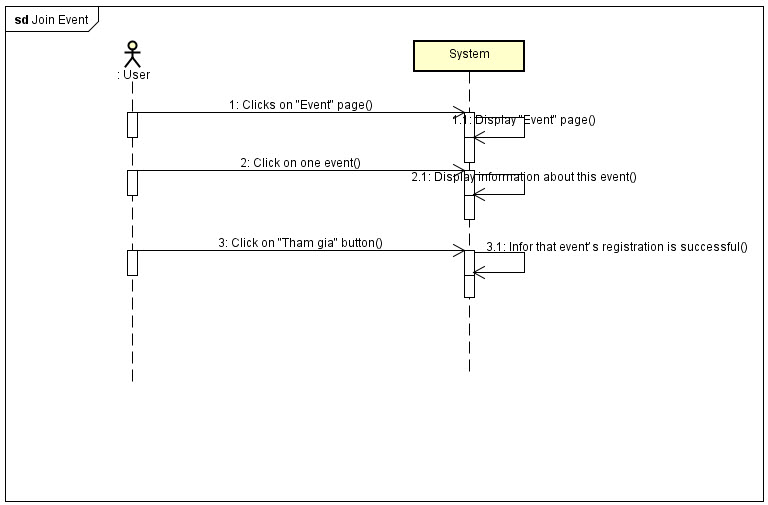 sd Join Event
: User
System
1: Clicks on "Event" page()
1.1: Display "Event" page()
2: Click on one event()
2.1: Display information about this event()
3: Click on "Tham gia" button()
3.1: Infor that event's registration is successful()